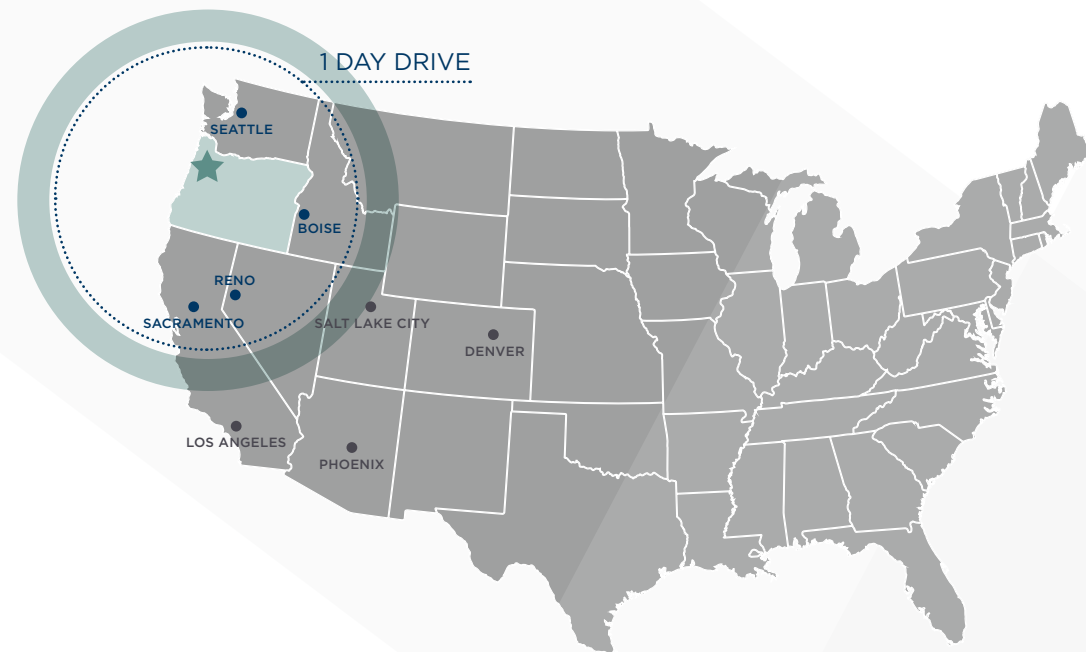 1 DAY DRIVE
SEATTLE
BOISE
RENO
SACRAMENTO
SALT LAKE CITY
DENVER
LOS ANGELES
PHOENIX